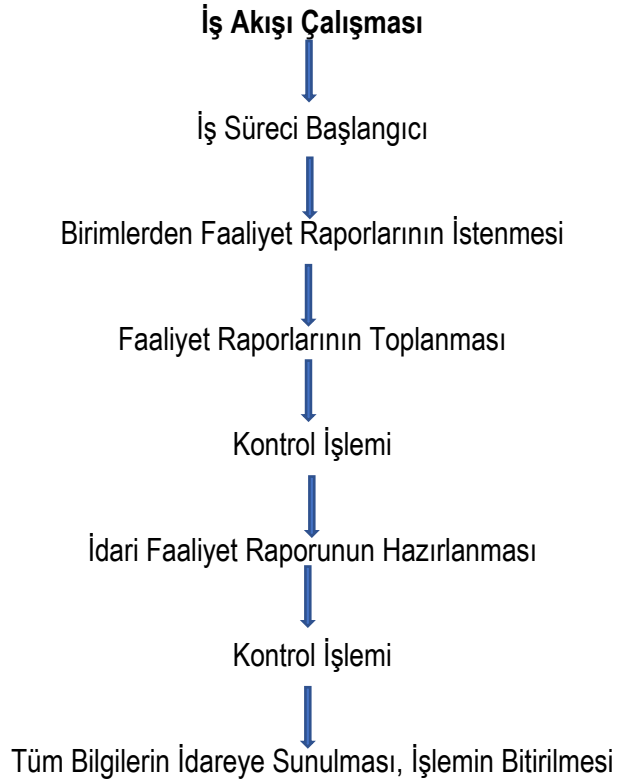 İş Akışı Çalışması
İş Süreci Başlangıcı
Birimlerden Faaliyet Raporlarının İstenmesi
Faaliyet Raporlarının Toplanması
Kontrol İşlemi
İdari Faaliyet Raporunun Hazırlanması
Kontrol İşlemi
Tüm Bilgilerin İdareye Sunulması, İşlemin Bitirilmesi